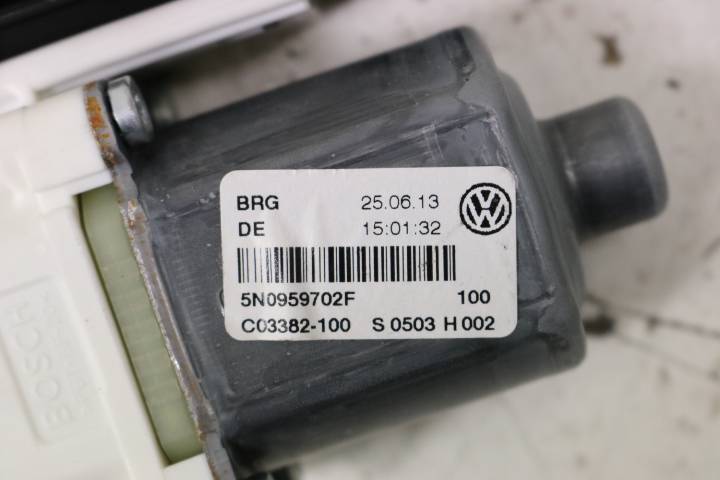 BRG 25.06.13
DE 15:01:32
5N0959702F 100
C03382-100 S 0503 H 002
BOSCH